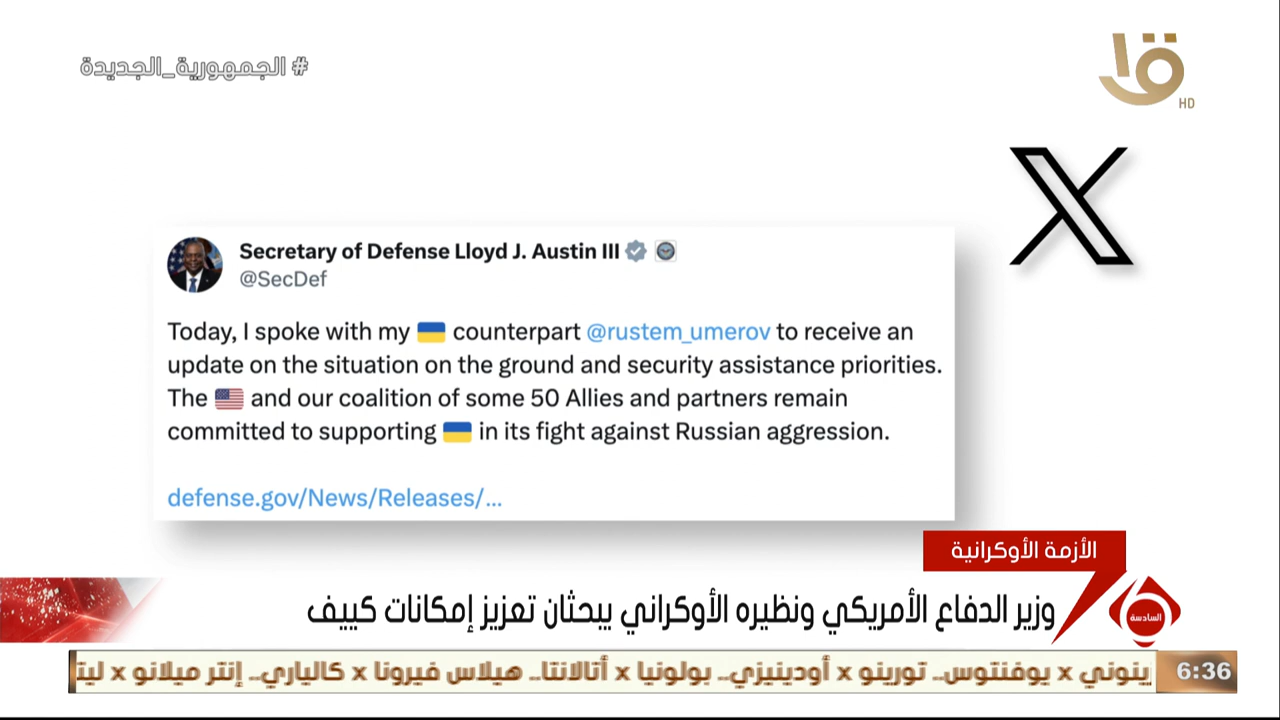 # الجمهورية_الجديدة
HD
Secretary of Defense Lloyd J. Austin III
@SecDef
Today, I spoke with my 🇺🇦 counterpart @rustem_umerov to receive an
update on the situation on the ground and security assistance priorities.
The 🇺🇸 and our coalition of some 50 Allies and partners remain
committed to supporting 🇺🇦 in its fight against Russian aggression.
defense.gov/News/Releases/...
الأزمة الأوكرانية
وزير الدفاع الأمريكي ونظيره الأوكراني يبحثان تعزيز إمكانات كييف
السادسة
x يوفنتوس.. تورينو x أودينيزي.. بولونيا x أتالانتا.. هيلاس فيرونا x كالياري.. إنتر ميلانو x
6:36